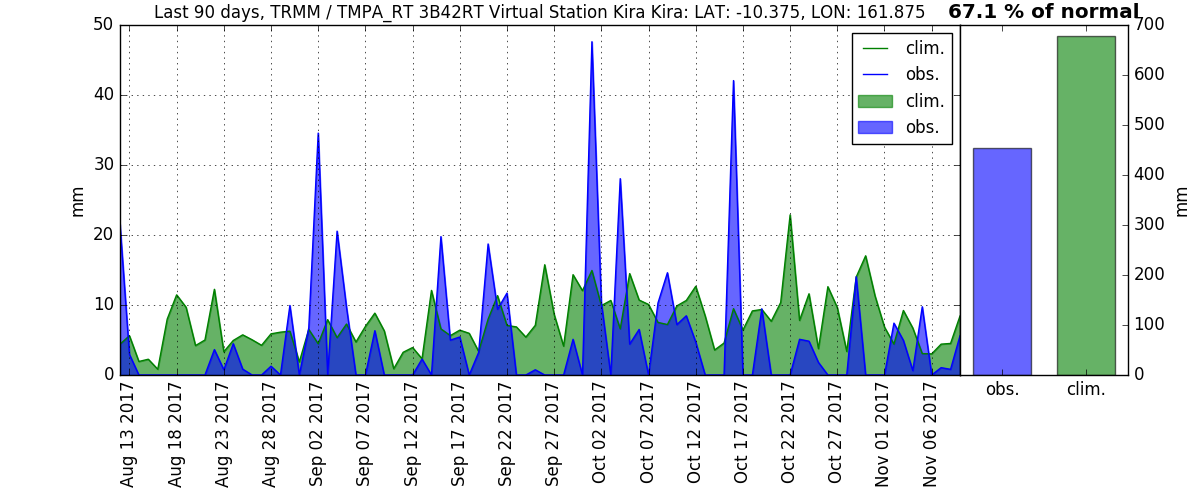 Last 90 days, TRMM / TMPA_RT 3B42RT Virtual Station Kira Kira: LAT: -10.375, LON: 161.875
67.1 % of normal
50
40
30
20
10
0
mm
clim.
obs.
clim.
obs.
700
600
500
400
300
200
100
0
mm
obs.
clim.
Aug 13 2017
Aug 18 2017
Aug 23 2017
Aug 28 2017
Sep 02 2017
Sep 07 2017
Sep 12 2017
Sep 17 2017
Sep 22 2017
Sep 27 2017
Oct 02 2017
Oct 07 2017
Oct 12 2017
Oct 17 2017
Oct 22 2017
Oct 27 2017
Nov 01 2017
Nov 06 2017